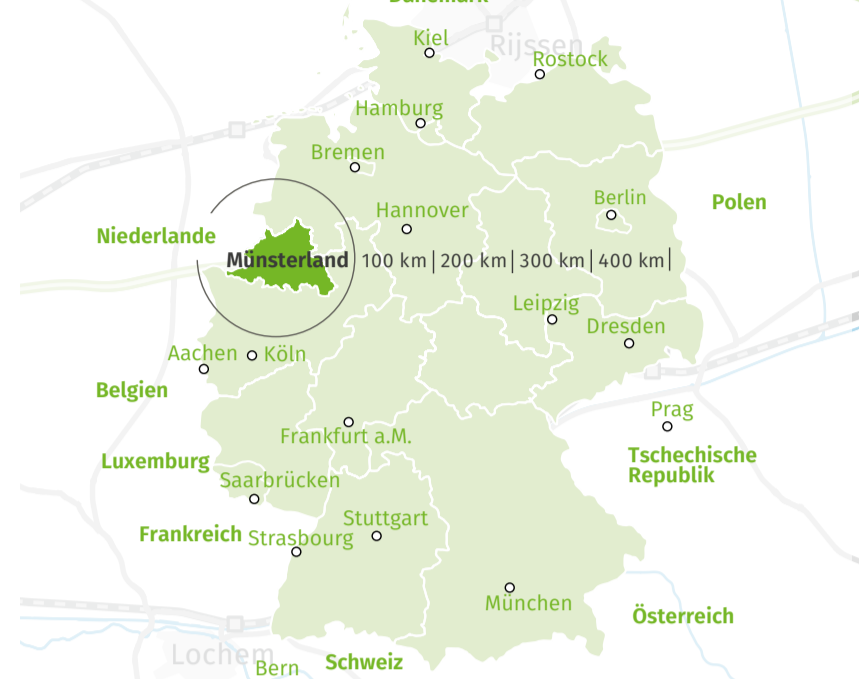 Dänemark
Kiel
Rijssen
Rostock
Hamburg
Bremen
Berlin
Polen
Hannover
Niederlande
Münsterland
100 km| 200 km| 300 km| 400 km|
Leipzig
Dresden
Aachen
Köln
Belgien
Prag
Frankfurt a.M.
Tschechische
Republik
Luxemburg
Saarbrücken
Stuttgart
Frankreich
Strasbourg
München
Österreich
Lochem
Schweiz
Bern